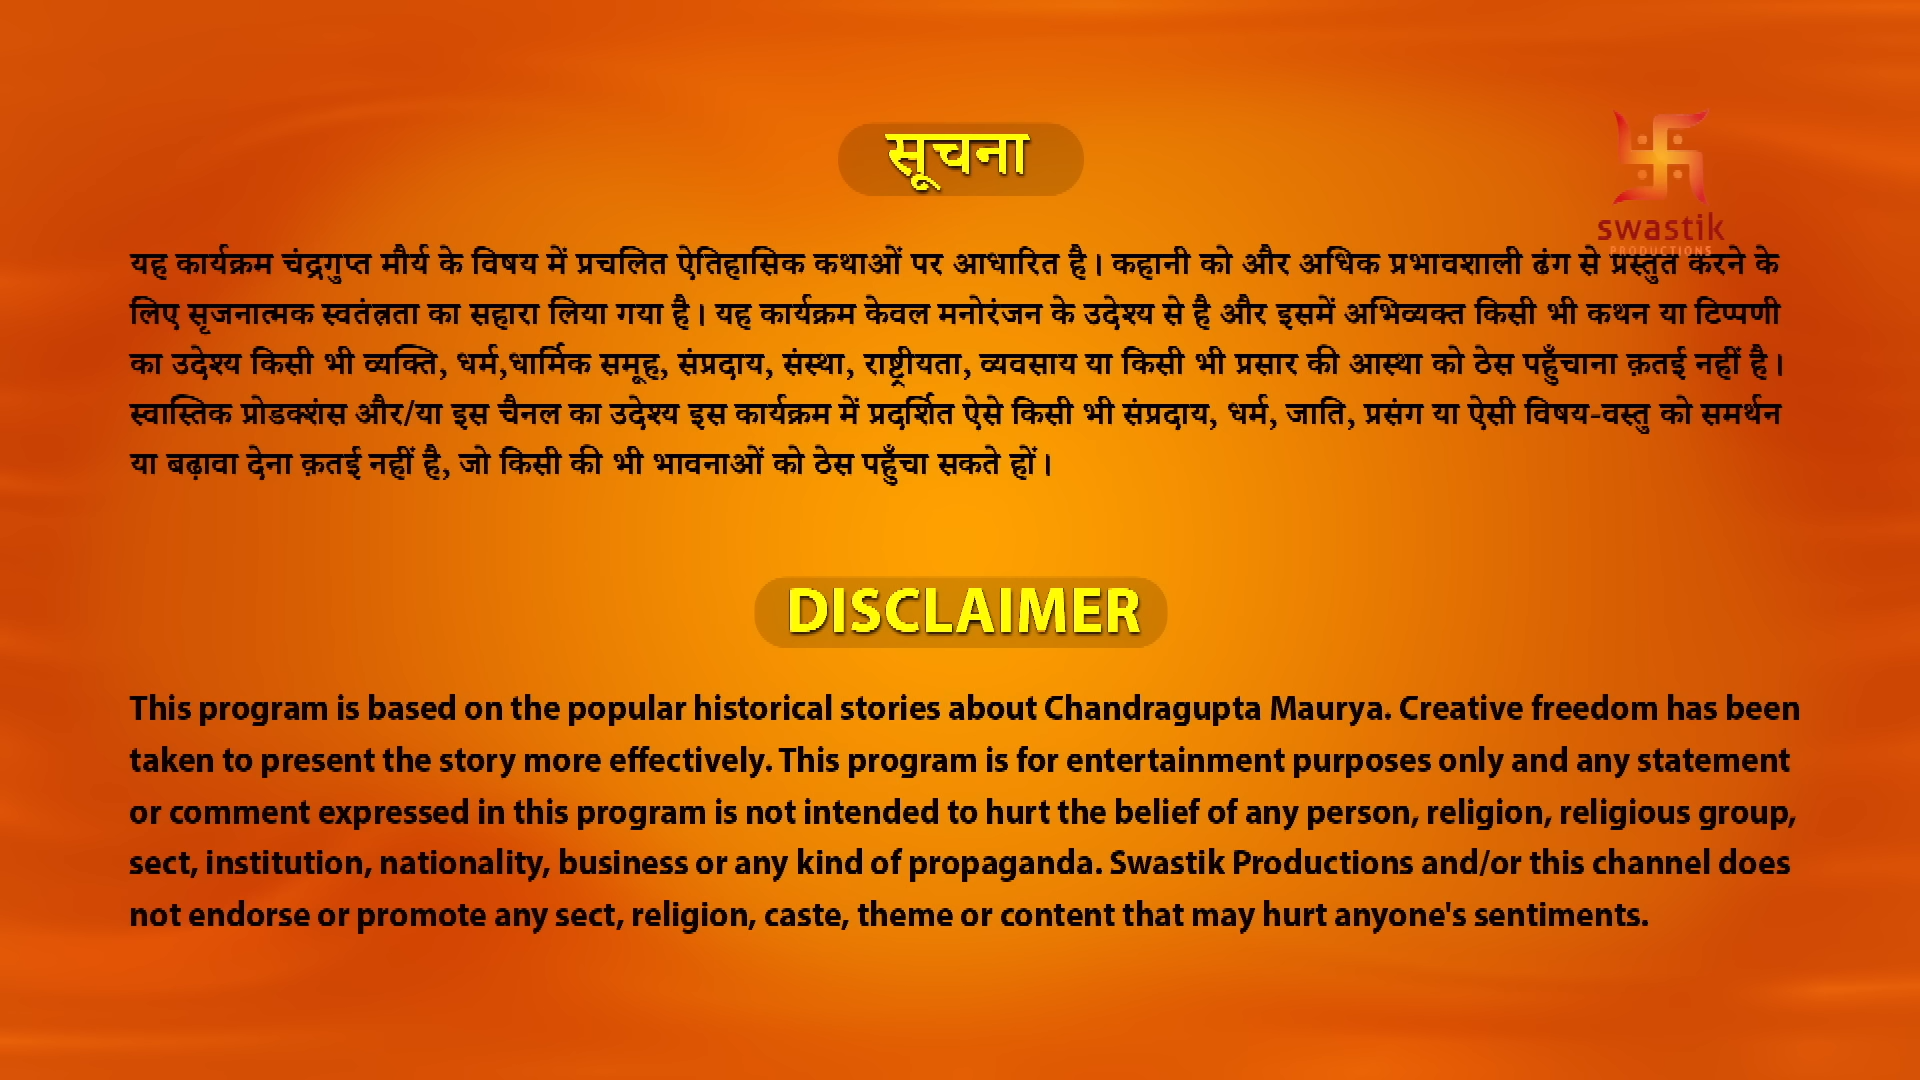 सूचना
swastik
PRODUCTIONS
यह कार्यक्रम चंद्रगुप्त मौर्य के विषय में प्रचलित ऐतिहासिक कथाओं पर आधारित है। कहानी को और अधिक प्रभावशाली ढंग से प्रस्तुत करने के
लिए सृजनात्मक स्वतंत्रता का सहारा लिया गया है। यह कार्यक्रम केवल मनोरंजन के उदेश्य से है और इसमें अभिव्यक्त किसी भी कथन या टिप्पणी
का उदेश्य किसी भी व्यक्ति, धर्म,धार्मिक समूह, संप्रदाय, संस्था, राष्ट्रीयता, व्यवसाय या किसी भी प्रसार की आस्था को ठेस पहुँचाना क़तई नहीं है।
स्वास्तिक प्रोडक्शंस और/या इस चैनल का उदेश्य इस कार्यक्रम में प्रदर्शित ऐसे किसी भी संप्रदाय, धर्म, जाति, प्रसंग या ऐसी विषय-वस्तु को समर्थन
या बढ़ावा देना क़तई नहीं है, जो किसी की भी भावनाओं को ठेस पहुँचा सकते हों।
DISCLAIMER
This program is based on the popular historical stories about Chandragupta Maurya. Creative freedom has been
taken to present the story more effectively. This program is for entertainment purposes only and any statement
or comment expressed in this program is not intended to hurt the belief of any person, religion, religious group,
sect, institution, nationality, business or any kind of propaganda. Swastik Productions and/or this channel does
not endorse or promote any sect, religion, caste, theme or content that may hurt anyone's sentiments.